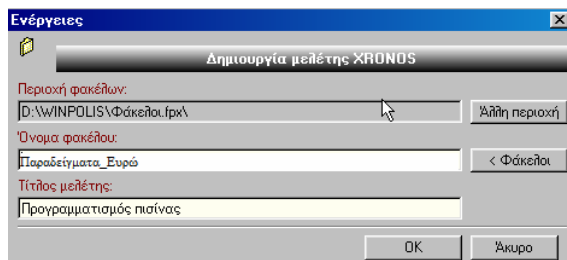 Ενέργειες
Δημιουργία μελέτης XRONOS
Περιοχή φακέλων:
D:\WINPOLIS\Φάκελοι.fpx\
Άλλη περιοχή
Όνομα φακέλου:
Παραδείγματα_Ευρώ
< Φάκελοι
Τίτλος μελέτης:
Προγραμματισμός πισίνας
OK
Άκυρο